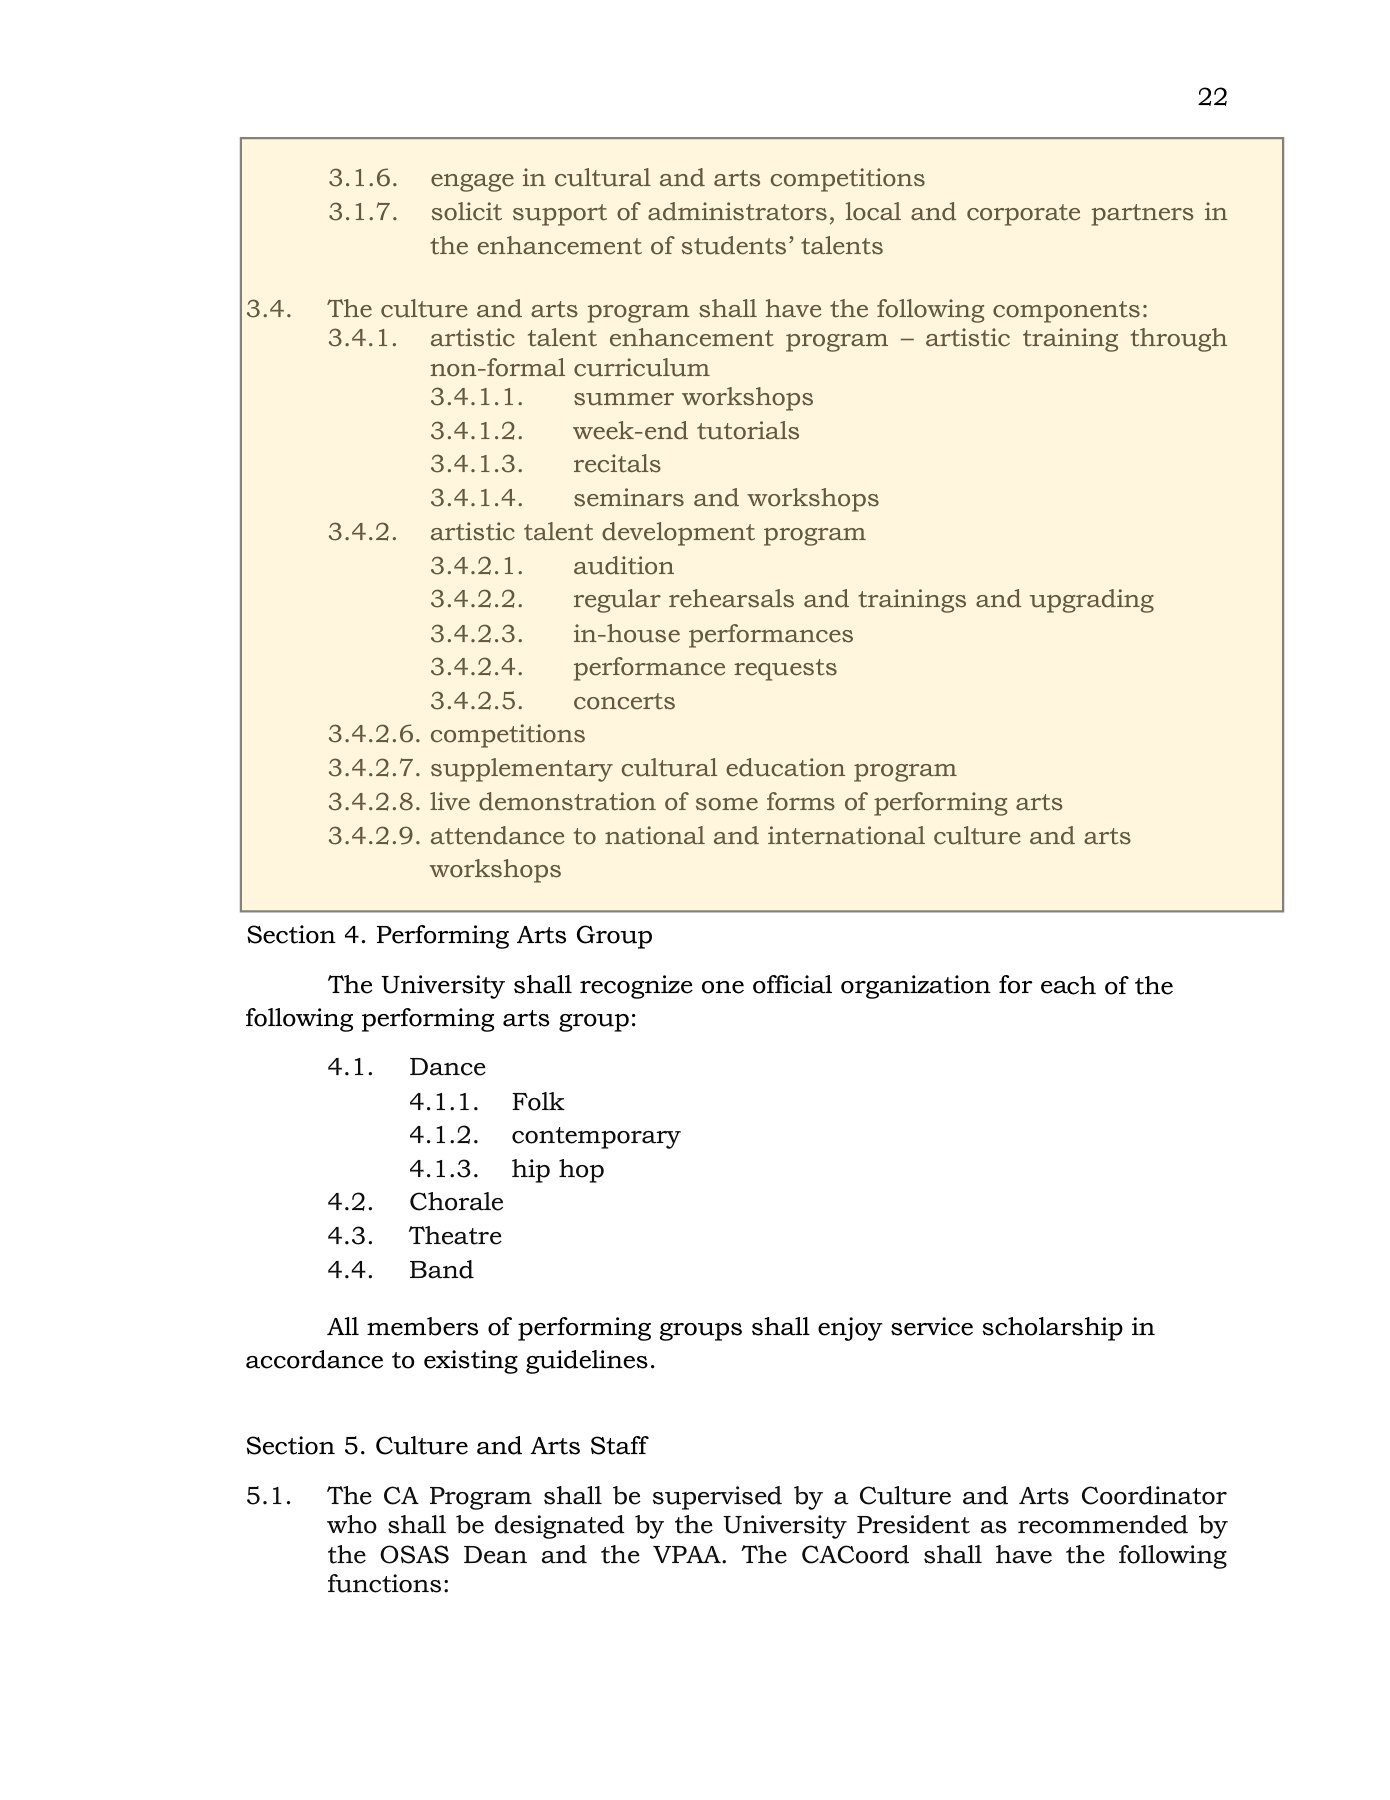 22
3.1.6. engage in cultural and arts competitions
3.1.7. solicit support of administrators, local and corporate partners in
the enhancement of students’ talents
3.4. The culture and arts program shall have the following components:
3.4.1. artistic talent enhancement program – artistic training through
non-formal curriculum
3.4.1.1. summer workshops
3.4.1.2. week-end tutorials
3.4.1.3. recitals
3.4.1.4. seminars and workshops
3.4.2. artistic talent development program
3.4.2.1. audition
3.4.2.2. regular rehearsals and trainings and upgrading
3.4.2.3. in-house performances
3.4.2.4. performance requests
3.4.2.5. concerts
3.4.2.6. competitions
3.4.2.7. supplementary cultural education program
3.4.2.8. live demonstration of some forms of performing arts
3.4.2.9. attendance to national and international culture and arts
workshops
Section 4. Performing Arts Group
The University shall recognize one official organization for each of the
following performing arts group:
4.1. Dance
4.1.1. Folk
4.1.2. contemporary
4.1.3. hip hop
4.2. Chorale
4.3. Theatre
4.4. Band
All members of performing groups shall enjoy service scholarship in
accordance to existing guidelines.
Section 5. Culture and Arts Staff
5.1. The CA Program shall be supervised by a Culture and Arts Coordinator
who shall be designated by the University President as recommended by
the OSAS Dean and the VPAA. The CACoord shall have the following
functions: